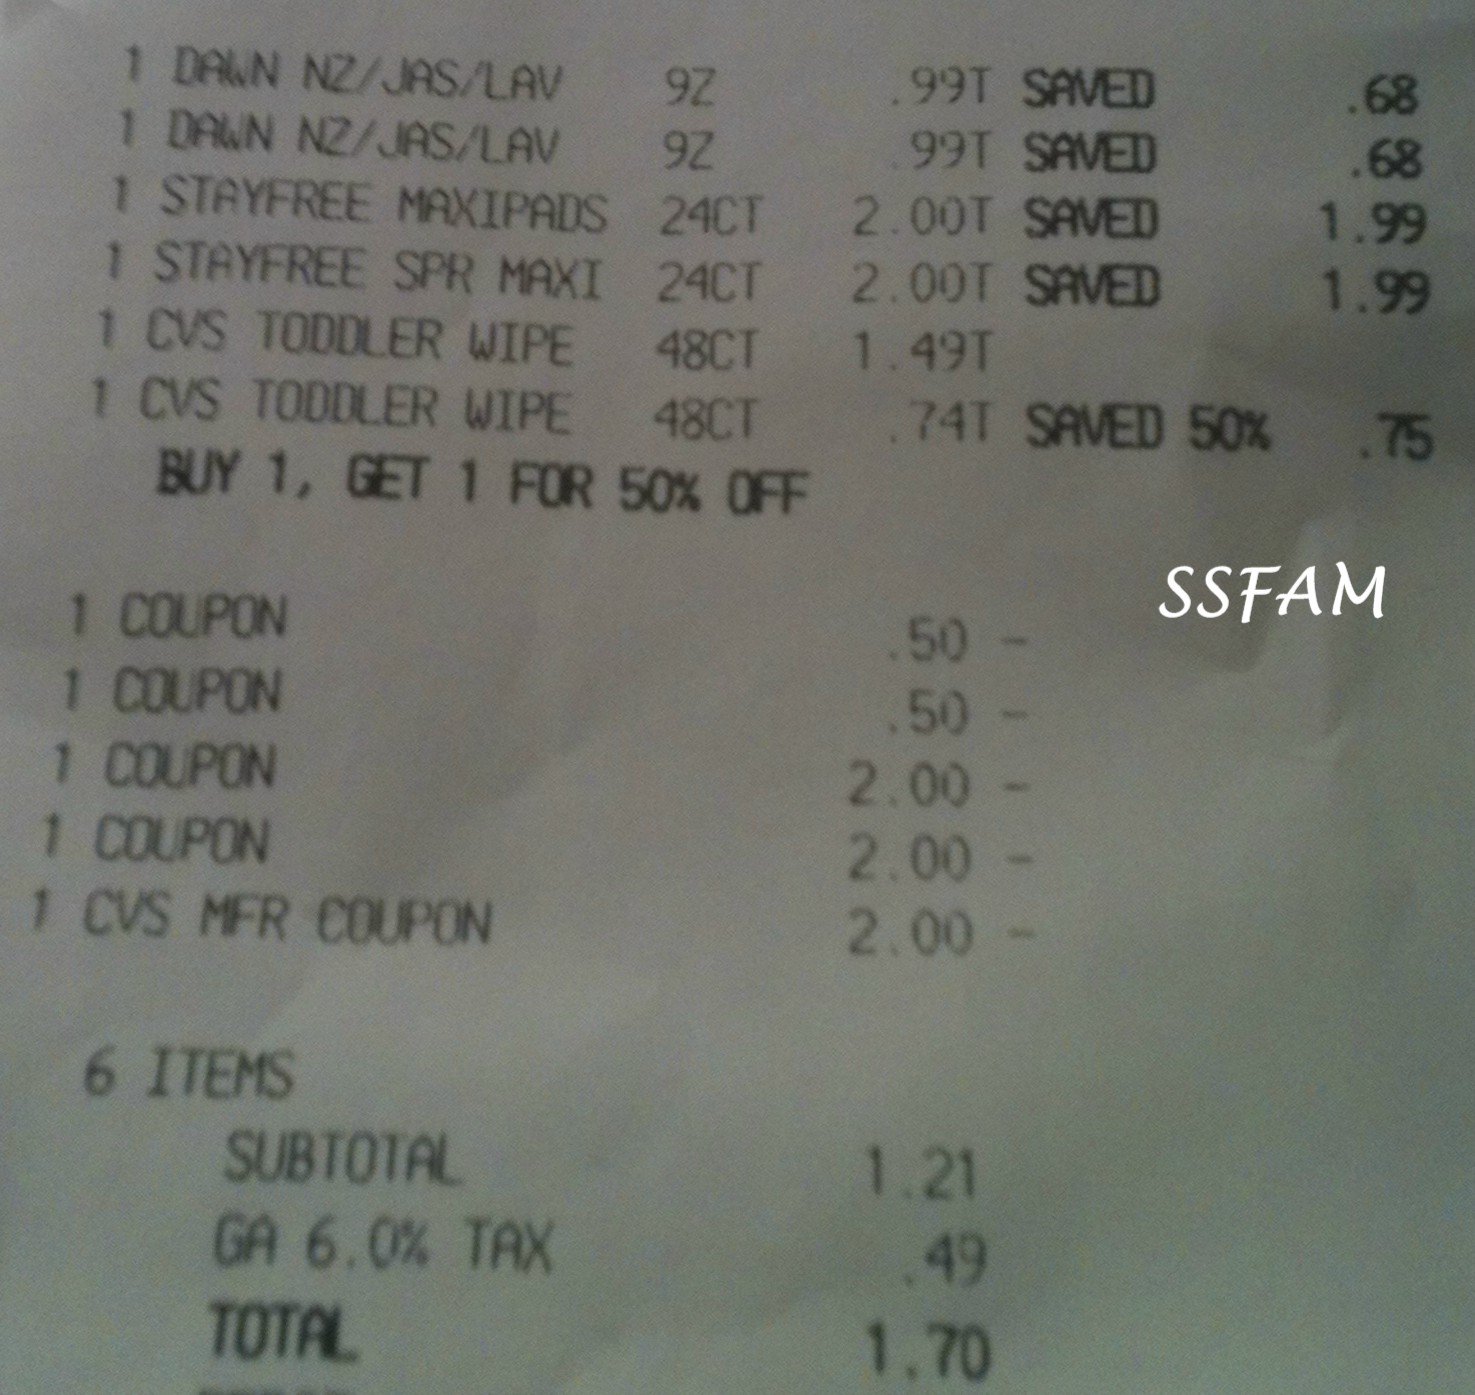 1 DAWN NZ/JAS/LAV 9Z .99T SAVED .68
1 DAWN NZ/JAS/LAV 9Z .99T SAVED .68
1 STAYFREE MAXIPADS 24CT 2.00T SAVED 1.99
1 STAYFREE SPR MAXI 24CT 2.00T SAVED 1.99
1 CVS TODDLER WIPE 48CT 1.49T
1 CVS TODDLER WIPE 48CT .74T SAVED 50% .75
BUY 1, GET 1 FOR 50% OFF
SSFAM
1 COUPON .50 -
1 COUPON .50 -
1 COUPON 2.00 -
1 COUPON 2.00 -
1 CVS MFR COUPON 2.00 -
6 ITEMS
SUBTOTAL 1.21
GA 6.0% TAX .49
TOTAL 1.70